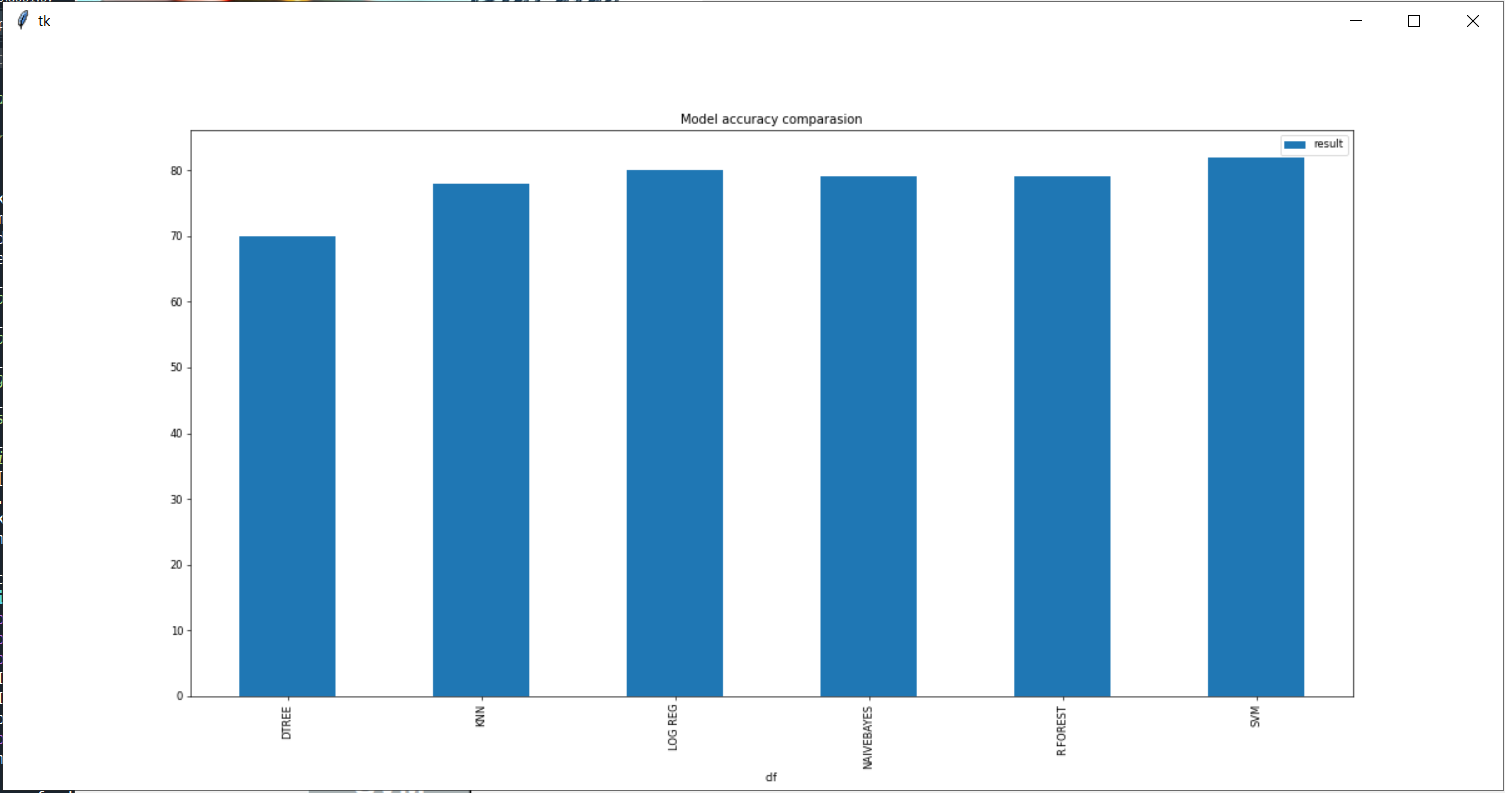 tk
Model accuracy comparasion
result
80
70
60
50
40
30
20
10
0
DTREE
KNN
LOG REG
NAIVEBAYES
R.FOREST
SVM
df